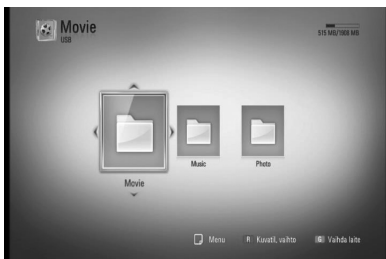 Movie
USB
515 MB/1906 MB
Movie
Music
Photo
Menu R Kuvatil, vaihto G Vaihda laite